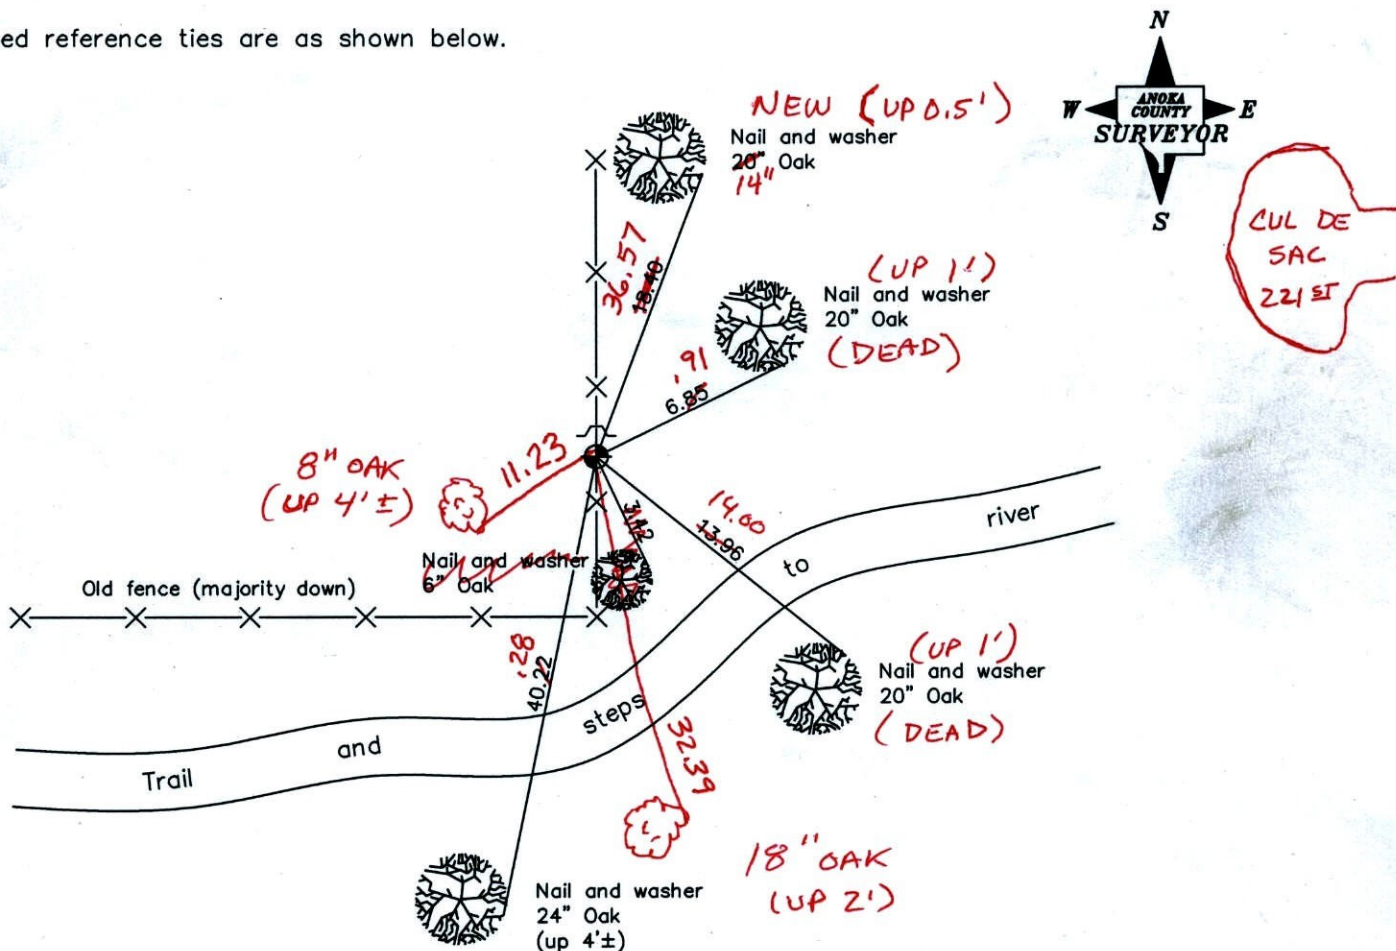 ed reference ties are as shown below.
N
W
ANOKA
COUNTY
SURVEYOR
E
S
NEW (UP 0.5')
Nail and washer
20" Oak
14"
36.57
18.40
CUL DE
SAC
221 ST
(UP 1')
Nail and washer
20" Oak
(DEAD)
.91
6.85
8" OAK
(UP 4' ±)
11.23
3.42
14.00
13.96
Nail and washer
6" Oak
Old fence (majority down)
.28
40.22
(UP 1')
Nail and washer
20" Oak
(DEAD)
Trail and steps to river
32.39
18" OAK
(UP 2')
Nail and washer
24" Oak
(up 4'±)